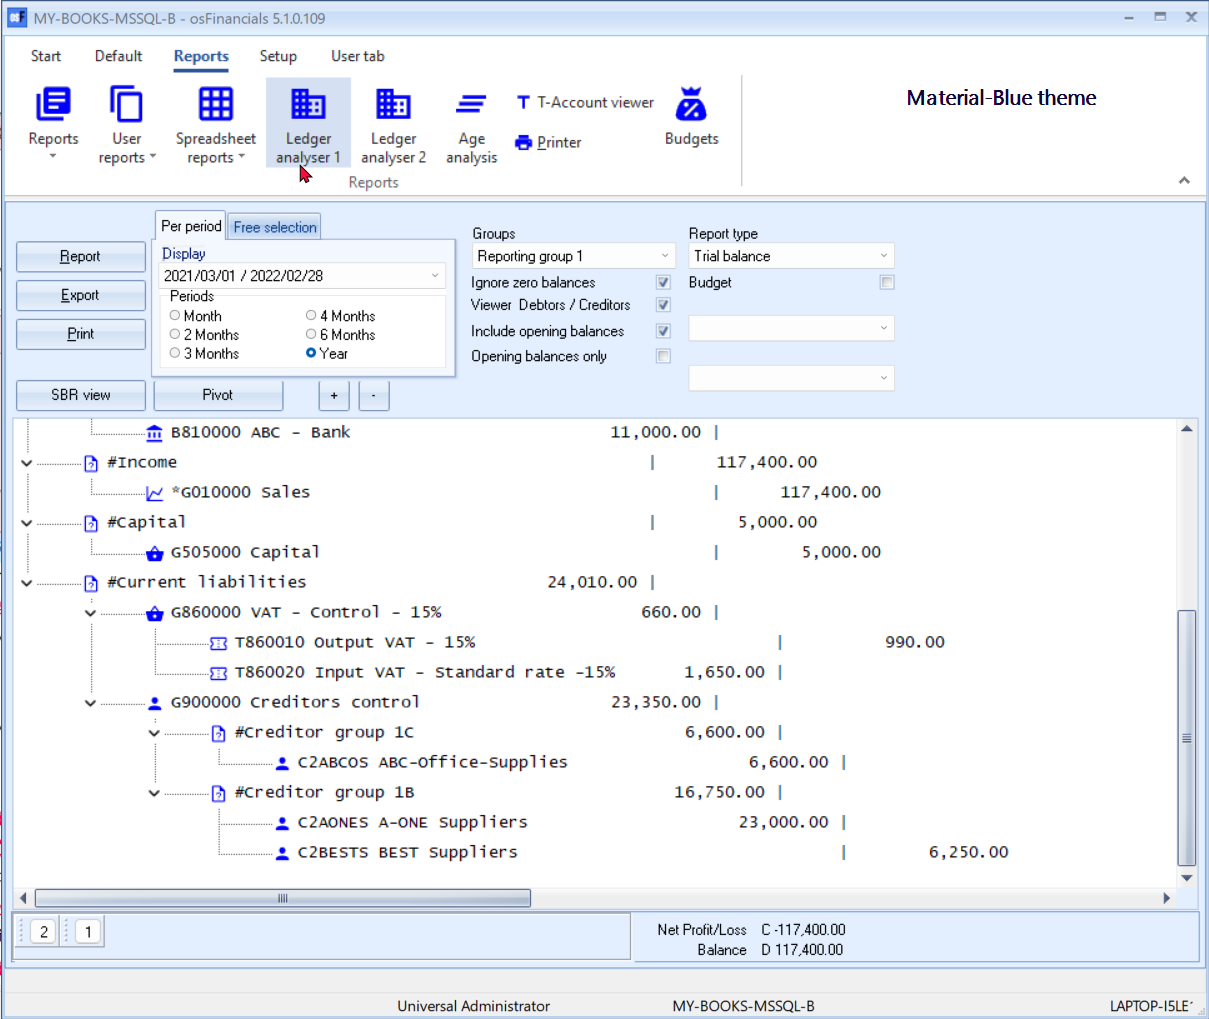 MY-BOOKS-MSSQL-B - osFinancials 5.1.0.109
Start Default Reports Setup User tab
Reports
User reports
Spreadsheet reports
Ledger analyser 1
Ledger analyser 2
Age analysis
T-Account viewer
Printer
Budgets
Reports
Material-Blue theme
Report
Export
Print
Per period Free selection
Display
2021/03/01 / 2022/02/28
Periods
Month 4 Months
2 Months 6 Months
3 Months Year
Groups
Reporting group 1
Ignore zero balances
Viewer Debtors / Creditors
Include opening balances
Opening balances only
Report type
Trial balance
Budget
SBR view Pivot + -
B810000 ABC - Bank 11,000.00 |
#Income | 117,400.00
*G010000 Sales | 117,400.00
#Capital | 5,000.00
G505000 Capital | 5,000.00
#Current liabilities 24,010.00 |
G860000 VAT - Control - 15% 660.00 |
T860010 Output VAT - 15% | 990.00
T860020 Input VAT - Standard rate -15% 1,650.00 |
G900000 Creditors control 23,350.00 |
#Creditor group 1C 6,600.00 |
C2ABCOS ABC-Office-Supplies 6,600.00 |
#Creditor group 1B 16,750.00 |
C2AONES A-ONE Suppliers 23,000.00 |
C2BESTS BEST Suppliers | 6,250.00
2 1
Net Profit/Loss C -117,400.00
Balance D 117,400.00
Universal Administrator MY-BOOKS-MSSQL-B LAPTOP-I5LE